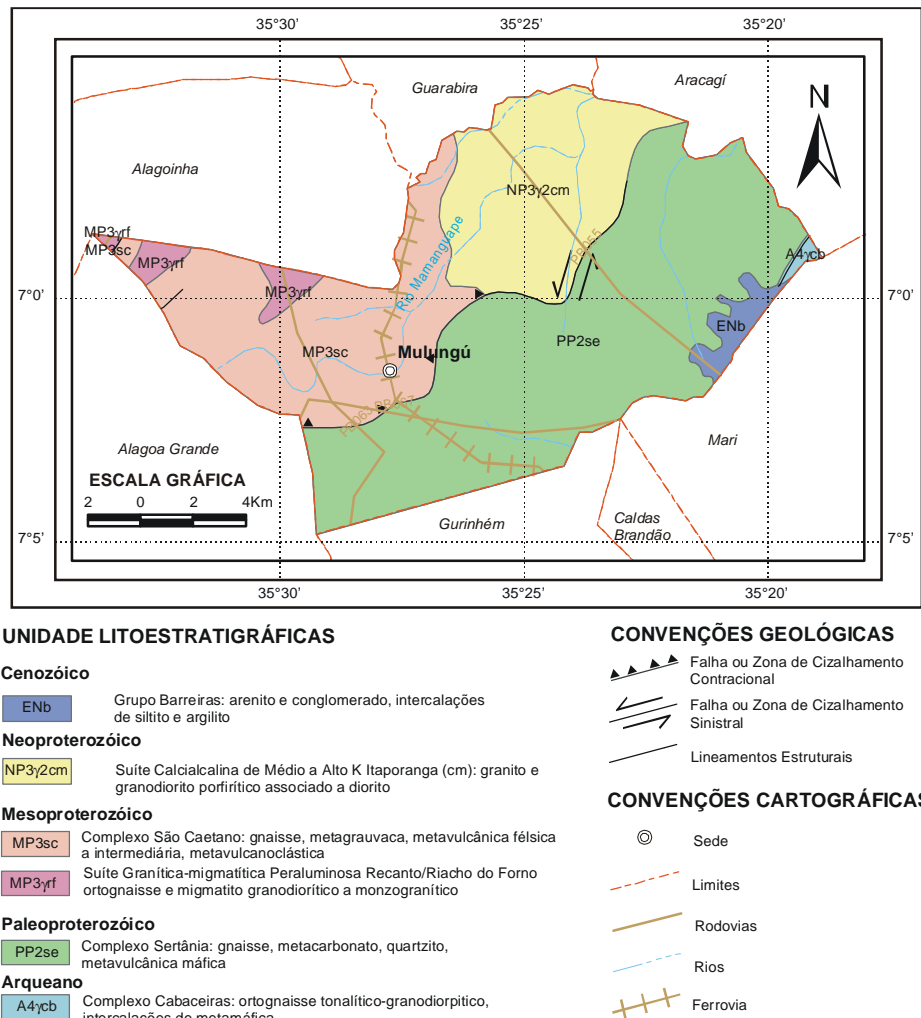 35°30'
35°25'
35°20'
Guarabira
Aracagí
N
Alagoinha
NP3γ2cm
MP3γrf
MP3sc
MP3γrf
Rio Mamanguape
PB055
A4γcb
7°0'
MP3γrf
7°0'
ENb
MP3sc
Mulungú
PP2se
Alagoa Grande
Mari
ESCALA GRÁFICA
2 0 2 4Km
Gurinhém
Caldas
Brandão
7°5'
7°5'
35°30'
35°25'
35°20'
UNIDADE LITOESTRATIGRÁFICAS
Cenozóico
ENb
Grupo Barreiras: arenito e conglomerado, intercalações
de siltito e argilito
Neoproterozóico
NP3γ2cm
Suíte Calcialcalina de Médio a Alto K Itaporanga (cm): granito e
granodiorito porfirítico associado a diorito
Mesoproterozóico
MP3sc
Complexo São Caetano: gnaisse, metagrauvaca, metavulcânica félsica
a intermediária, metavulcanoclástica
MP3γrf
Suíte Granítica-migmatítica Peraluminosa Recanto/Riacho do Forno
ortognaisse e migmatito granodiorítico a monzogranítico
Paleoproterozóico
PP2se
Complexo Sertânia: gnaisse, metacarbonato, quartzito,
metavulcânica máfica
Arqueano
A4γcb
Complexo Cabaceiras: ortognaisse tonalítico-granodiorpitico,
intercalações de metamáfica
CONVENÇÕES GEOLÓGICAS
Falha ou Zona de Cizalhamento
Contracional
Falha ou Zona de Cizalhamento
Sinistral
Lineamentos Estruturais
CONVENÇÕES CARTOGRÁFICAS
Sede
Limites
Rodovias
Rios
Ferrovia